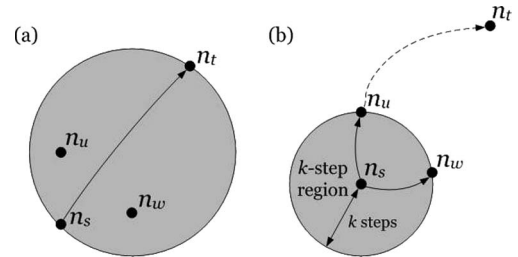 (a)
n_t
n_u
n_w
n_s
(b)
n_t
n_u
n_w
k-step
region
n_s
k steps